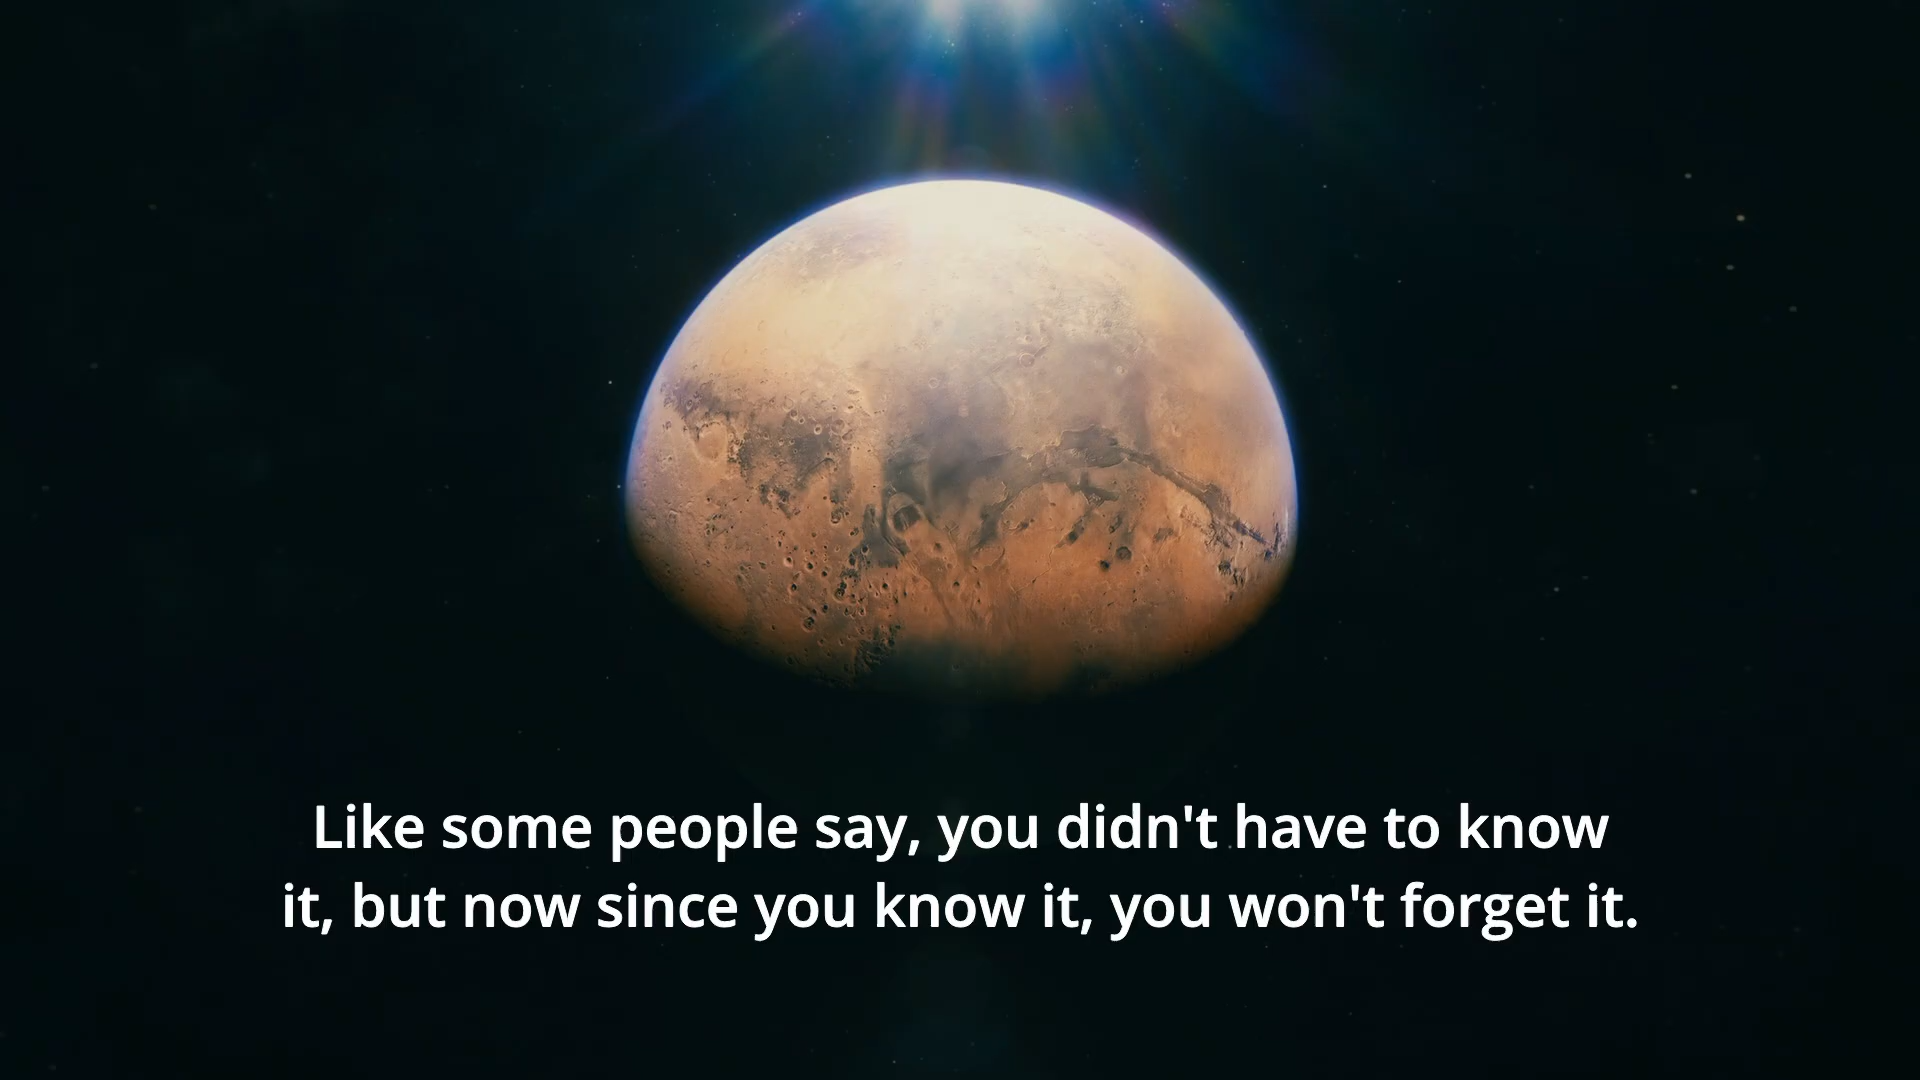 Like some people say, you didn't have to know
it, but now since you know it, you won't forget it.